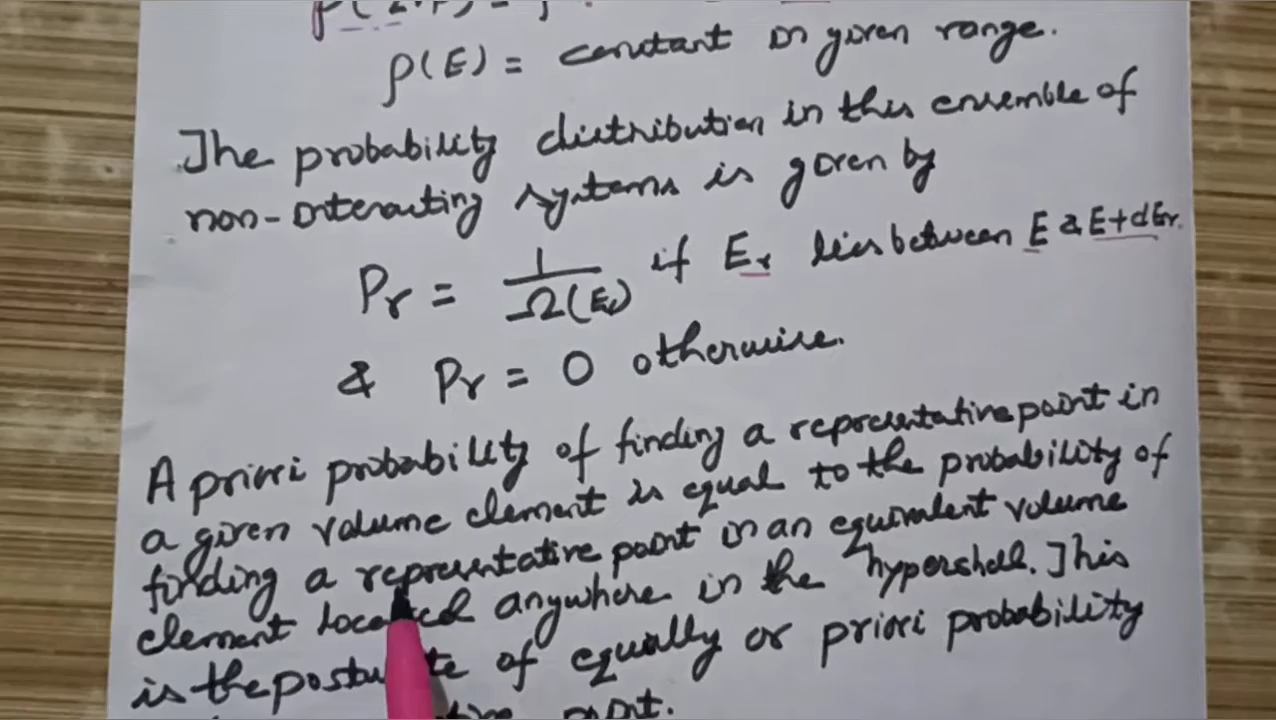 ρ(E) = constant in given range.
The probability distribution in this ensemble of
non-interacting systems is given by
Pr = 1/Ω(Er) if Er lies between E & E+dEr.
& Pr = 0 otherwise.
A priori probability of finding a representative point in
a given volume element is equal to the probability of
finding a representative point in an equivalent volume
element located anywhere in the hypershell. This
is the postulate of equally or priori probability
point.